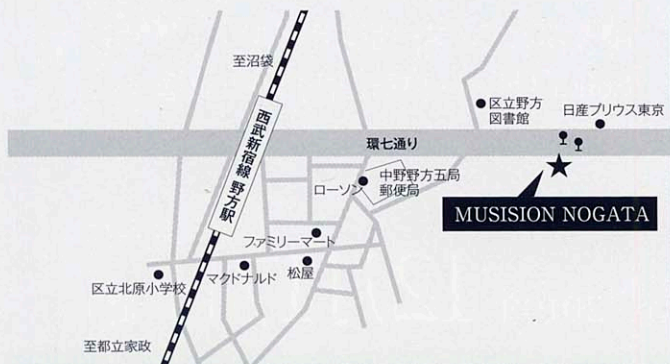 至沼袋
西武新宿線 野方駅
環七通り
区立野方
図書館
日産プリウス東京
MUSISION NOGATA
ローソン
中野野方五局
郵便局
ファミリーマート
松屋
マクドナルド
区立北原小学校
至都立家政